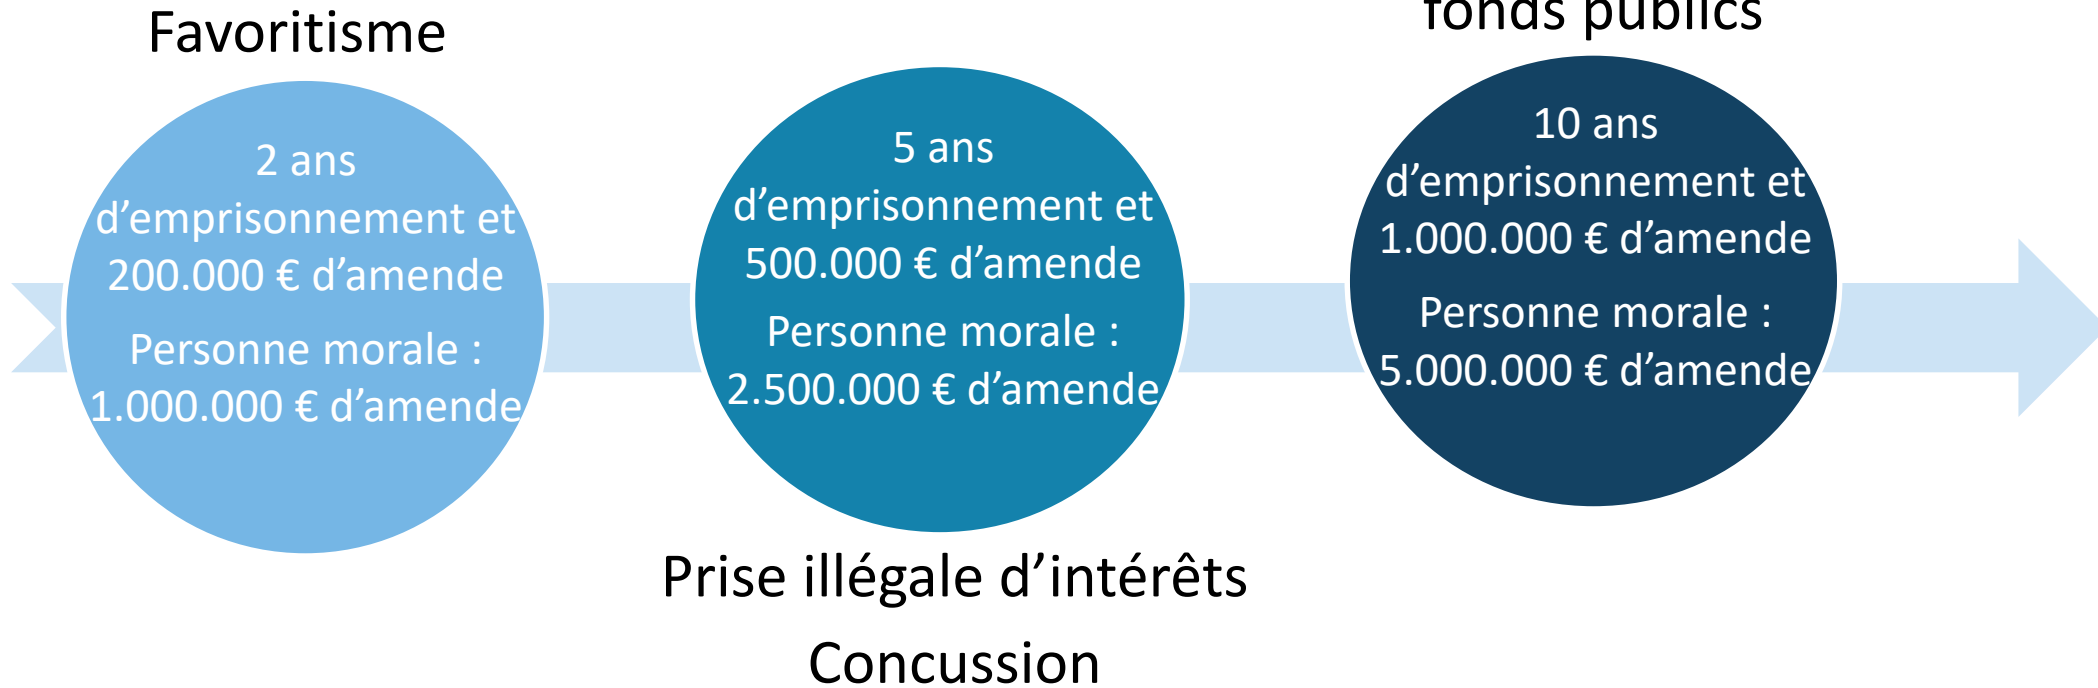 Favoritisme
2 ans
d’emprisonnement et
200.000 € d’amende
Personne morale :
1.000.000 € d’amende
5 ans
d’emprisonnement et
500.000 € d’amende
Personne morale :
2.500.000 € d’amende
Prise illégale d’intérêts
Concussion
fonds publics
10 ans
d’emprisonnement et
1.000.000 € d’amende
Personne morale :
5.000.000 € d’amende